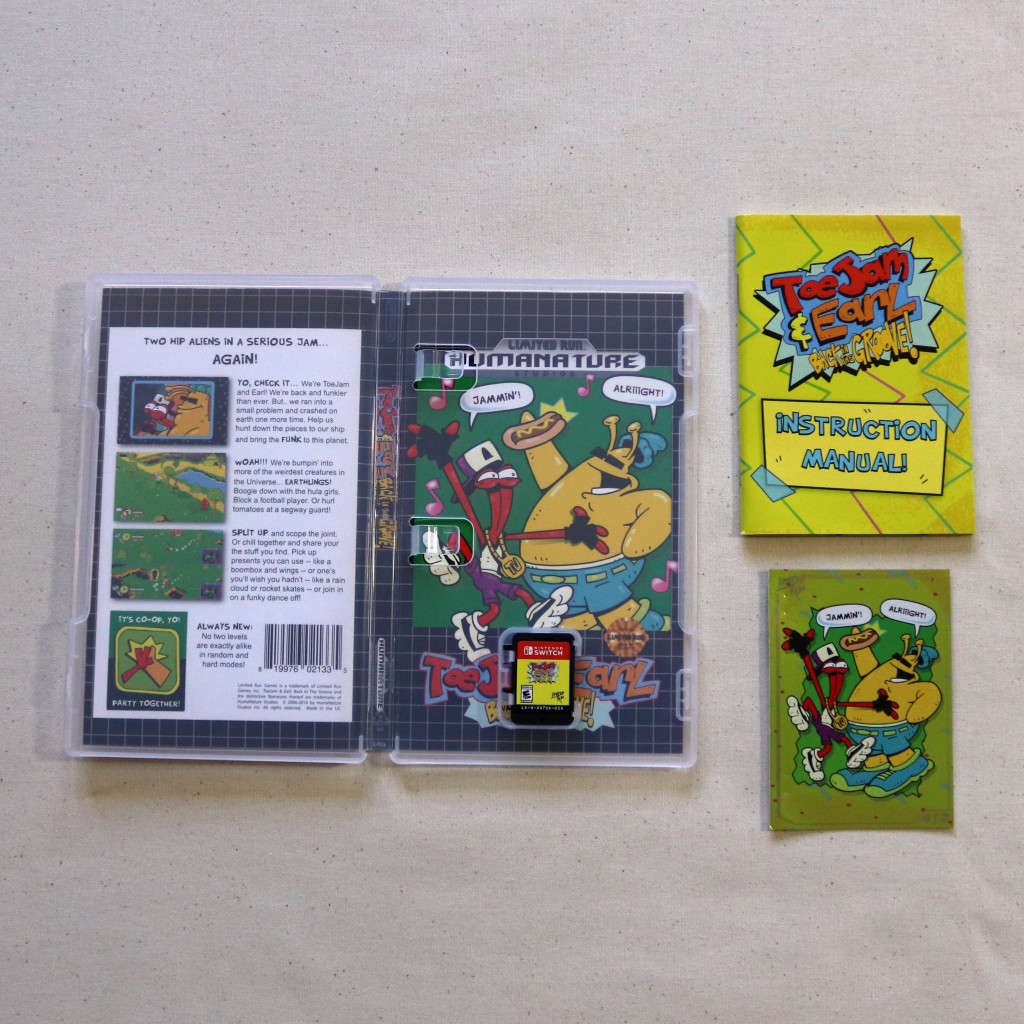 TWO HIP ALIENS IN A SERIOUS JAM...
AGAIN!
YO, CHECK IT... We're ToeJam
and Earl! We're back and funkier
than ever. But.. we ran into a
small problem and crashed on
earth one more time. Help us
hunt down the pieces to our ship
and bring the FUNK to this planet.
WOAH!!! We're bumpin' into
more of the weirdest creatures in
the Universe... EARTHLINGS!
Boogie down with the hula girls.
Block a football player. Or hurl
tomatoes at a segway guard!
SPLIT UP and scope the joint.
Or chill together and share your
the stuff you find. Pick up
presents you can use -- like a
boombox and wings -- or one's
you'll wish you hadn't -- like a rain
cloud or rocket skates -- or join in
on a funky dance off!
IT'S CO-OP, YO!
PARTY TOGETHER!
ALWAYS NEW:
No two levels
are exactly alike
in random and
hard modes!
8 19976 02133 5
LIMITED RUN
HUMANATURE
STUDIOS
JAMMIN'!
ALRIIIGHT!
NINTENDO
SWITCH
ToeJam
& Earl
BACK IN THE GROOVE!
INSTRUCTION
MANUAL!
JAMMIN'!
ALRIIIGHT!